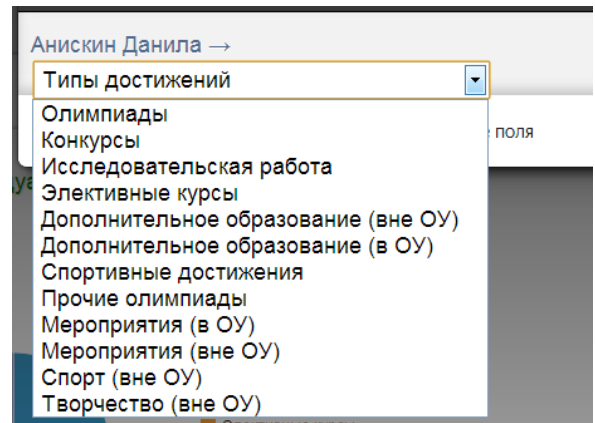 Анискин Данила →
Типы достижений
Олимпиады
Конкурсы
поля
Исследовательская работа
Элективные курсы
Дополнительное образование (вне ОУ)
Дополнительное образование (в ОУ)
Спортивные достижения
Прочие олимпиады
Мероприятия (в ОУ)
Мероприятия (вне ОУ)
Спорт (вне ОУ)
Творчество (вне ОУ)